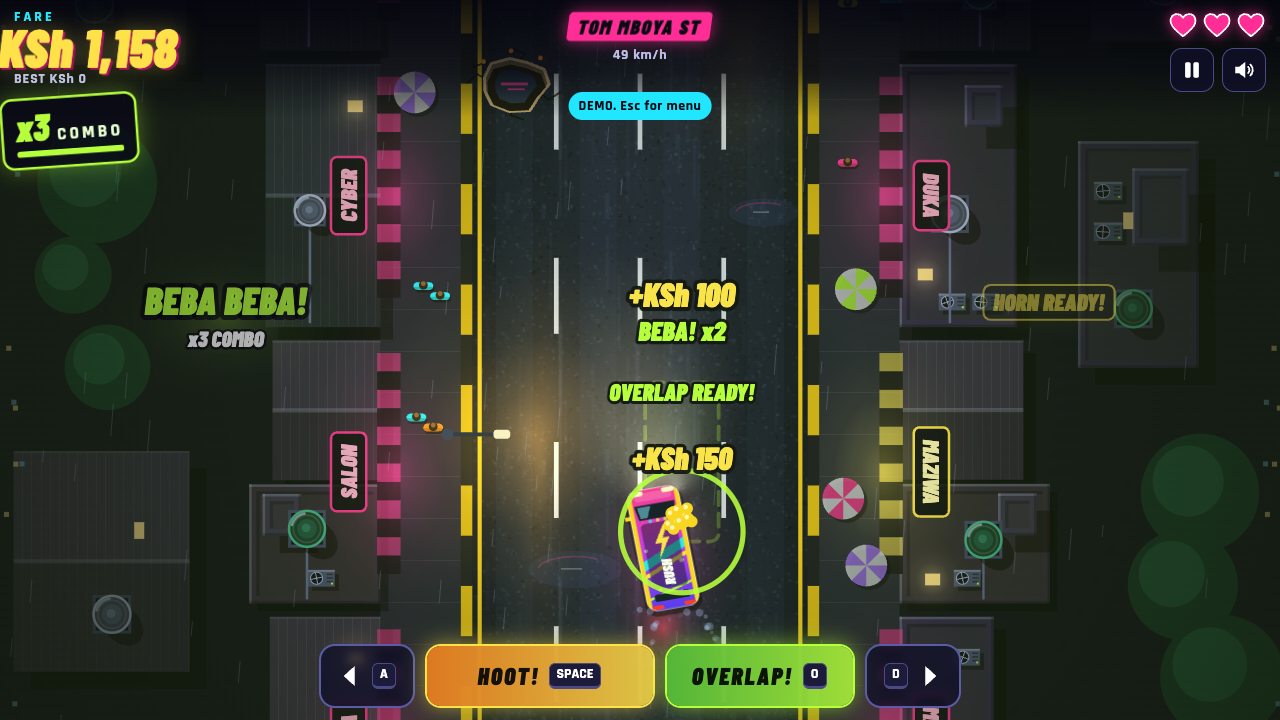 FARE
KSh 1,158
BEST KSh 0
x3 COMBO
TOM MBOYA ST
49 km/h
DEMO. Esc for menu
CYBER
DUKA
BEBA BEBA!
x3 COMBO
+KSh 100
BEBA! x2
HORN READY!
OVERLAP READY!
+KSh 150
SALON
MAZIWA
RUSH
A
HOOT! SPACE
OVERLAP! O
D